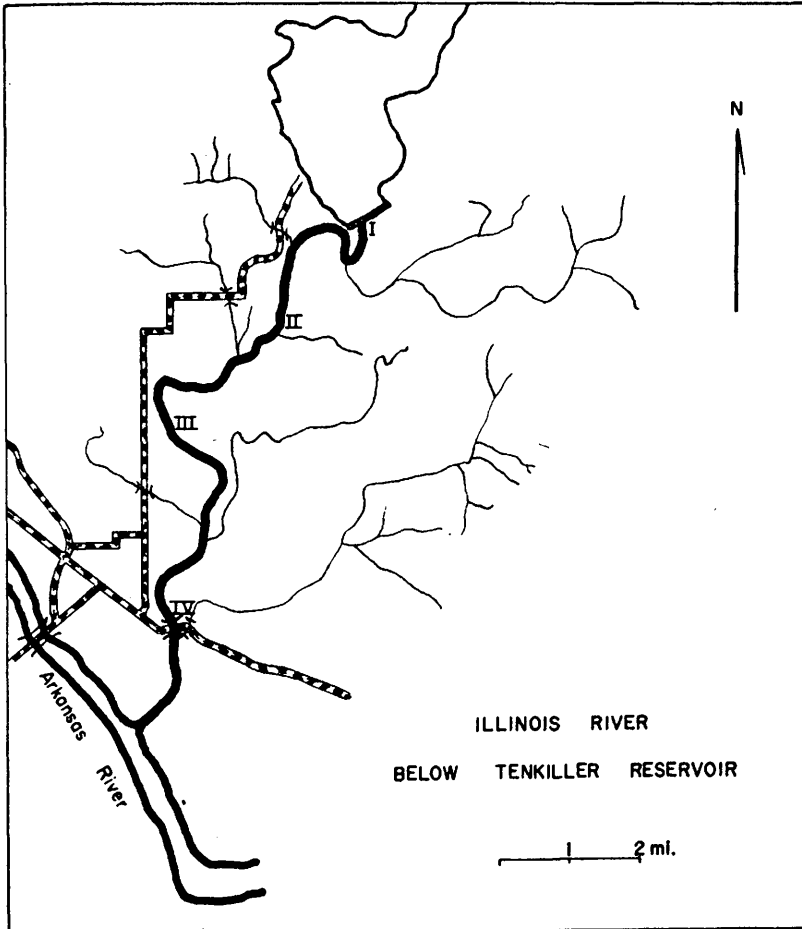 N
I
II
III
IV
Arkansas River
ILLINOIS RIVER
BELOW TENKILLER RESERVOIR
1 2 mi.